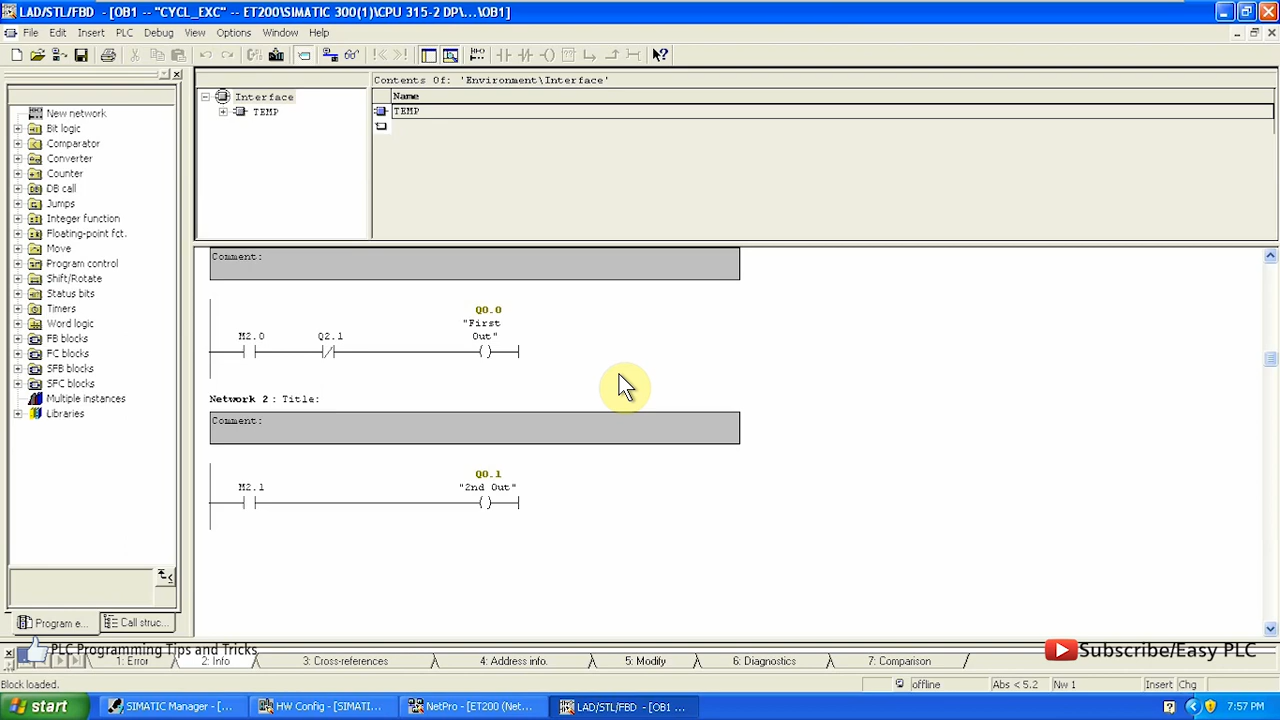 LAD/STL/FBD - [OB1 -- "CYCL_EXC" -- ET200\SIMATIC 300(1)\CPU 315-2 DP\...\OB1]
File Edit Insert PLC Debug View Options Window Help
Contents Of: 'Environment\Interface'
Interface
TEMP
Name
TEMP
New network
Bit logic
Comparator
Converter
Counter
DB call
Jumps
Integer function
Floating-point fct.
Move
Program control
Shift/Rotate
Status bits
Timers
Word logic
FB blocks
FC blocks
SFB blocks
SFC blocks
Multiple instances
Libraries
Program e...
Call struc...
Comment:
Q0.0
"First
Out"
M2.0 Q2.1
Network 2 : Title:
Comment:
Q0.1
M2.1 "2nd Out"
PLC Programming Tips and Tricks
Subscribe/Easy PLC
1: Error 2: Info 3: Cross-references 4: Address info. 5: Modify 6: Diagnostics 7: Comparison
Block loaded. offline Abs < 5.2 Nw 1 Insert Chg
start SIMATIC Manager - [... HW Config - [SIMATI... NetPro - [ET200 (Net... LAD/STL/FBD - [OB1 ... 7:57 PM